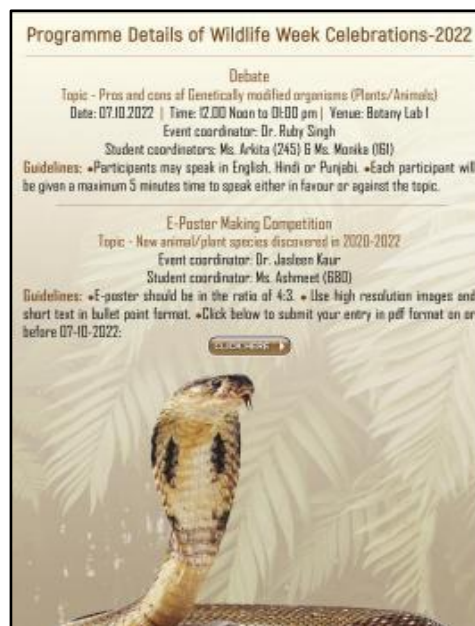 Programme Details of Wildlife Week Celebrations-2022
Debate
Topic - Pros and cons of Genetically modified organisms (Plants/Animals)
Date: 07.10.2022 | Time: 12.00 Noon to 01:00 pm | Venue: Botany Lab 1
Event coordinator: Dr. Ruby Singh
Student coordinators: Ms. Arkita (245) & Ms. Monika (161)
Guidelines: •Participants may speak in English, Hindi or Punjabi. •Each participant will
be given a maximum 5 minutes time to speak either in favour or against the topic.
E-Poster Making Competition
Topic - New animal/plant species discovered in 2020-2022
Event coordinator: Dr. Jasleen Kaur
Student coordinator: Ms. Ashmeet (680)
Guidelines: •E-poster should be in the ratio of 4:3. • Use high resolution images and
short text in bullet point format. •Click below to submit your entry in pdf format on or
before 07-10-2022:
CLICK HERE